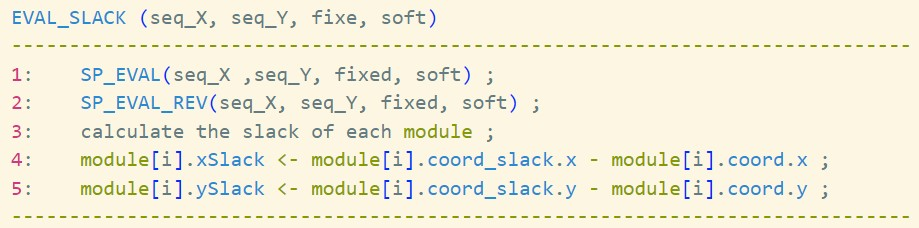 EVAL_SLACK (seq_X, seq_Y, fixe, soft)
------------------------------------------------------------------------------
1:    SP_EVAL(seq_X ,seq_Y, fixed, soft) ;
2:    SP_EVAL_REV(seq_X, seq_Y, fixed, soft) ;
3:    calculate the slack of each module ;
4:    module[i].xSlack <- module[i].coord_slack.x - module[i].coord.x ;
5:    module[i].ySlack <- module[i].coord_slack.y - module[i].coord.y ;
------------------------------------------------------------------------------